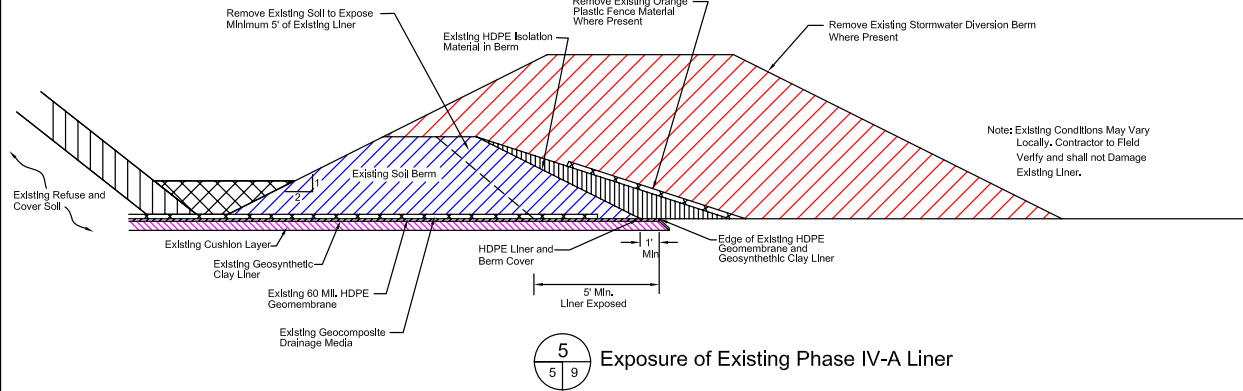 Remove Existing Soil to Expose
Minimum 5' of Existing Liner
Remove Existing Orange
Plastic Fence Material
Where Present
Existing HDPE Isolation
Material in Berm
Remove Existing Stormwater Diversion Berm
Where Present
Note: Existing Conditions May Vary
Locally. Contractor to Field
Verify and shall not Damage
Existing Liner.
Existing Soil Berm
1
2
Existing Refuse and
Cover Soil
Existing Cushion Layer
Existing Geosynthetic
Clay Liner
Existing 60 Mil. HDPE
Geomembrane
Existing Geocomposite
Drainage Media
HDPE Liner and
Berm Cover
1'
Min
Edge of Existing HDPE
Geomembrane and
Geosynthethic Clay Liner
5' Min.
Liner Exposed
5
5 9
Exposure of Existing Phase IV-A Liner